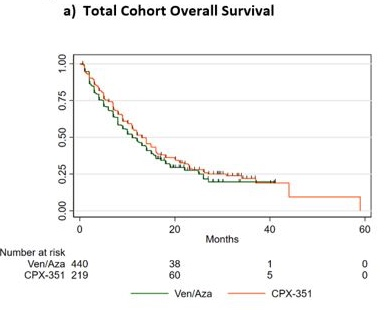 a) Total Cohort Overall Survival
1.00
0.75
0.50
0.25
0.00
0 20 40 60
Months
Number at risk
Ven/Aza 440 38 1 0
CPX-351 219 60 5 0
Ven/Aza CPX-351